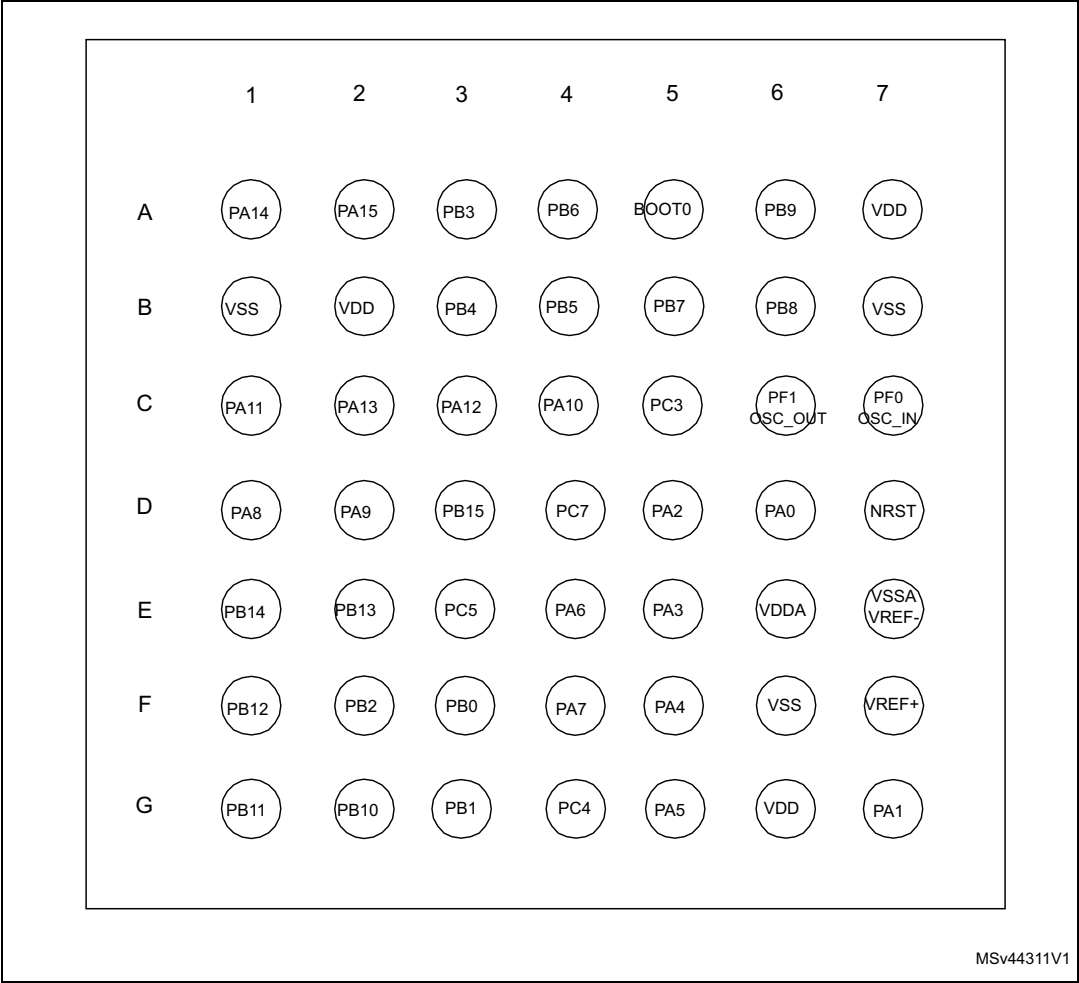 1 2 3 4 5 6 7
A PA14 PA15 PB3 PB6 BOOT0 PB9 VDD
B VSS VDD PB4 PB5 PB7 PB8 VSS
C PA11 PA13 PA12 PA10 PC3 PF1 OSC_OUT PF0 OSC_IN
D PA8 PA9 PB15 PC7 PA2 PA0 NRST
E PB14 PB13 PC5 PA6 PA3 VDDA VSSA VREF-
F PB12 PB2 PB0 PA7 PA4 VSS VREF+
G PB11 PB10 PB1 PC4 PA5 VDD PA1
MSv44311V1